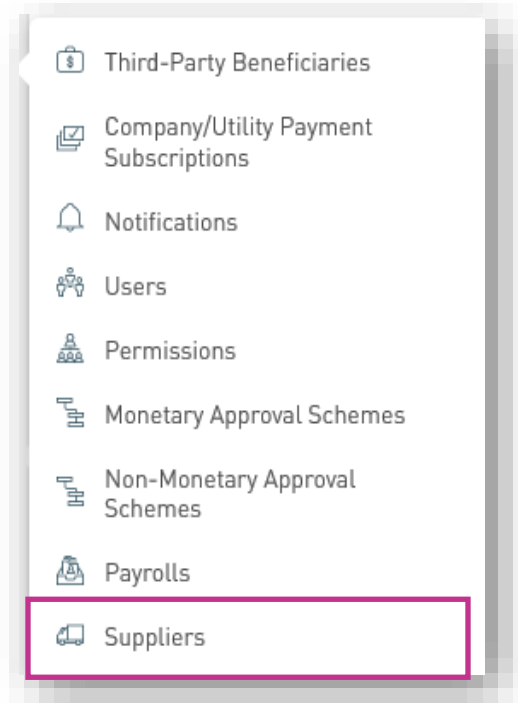 Third-Party Beneficiaries
Company/Utility Payment
Subscriptions
Notifications
Users
Permissions
Monetary Approval Schemes
Non-Monetary Approval
Schemes
Payrolls
Suppliers